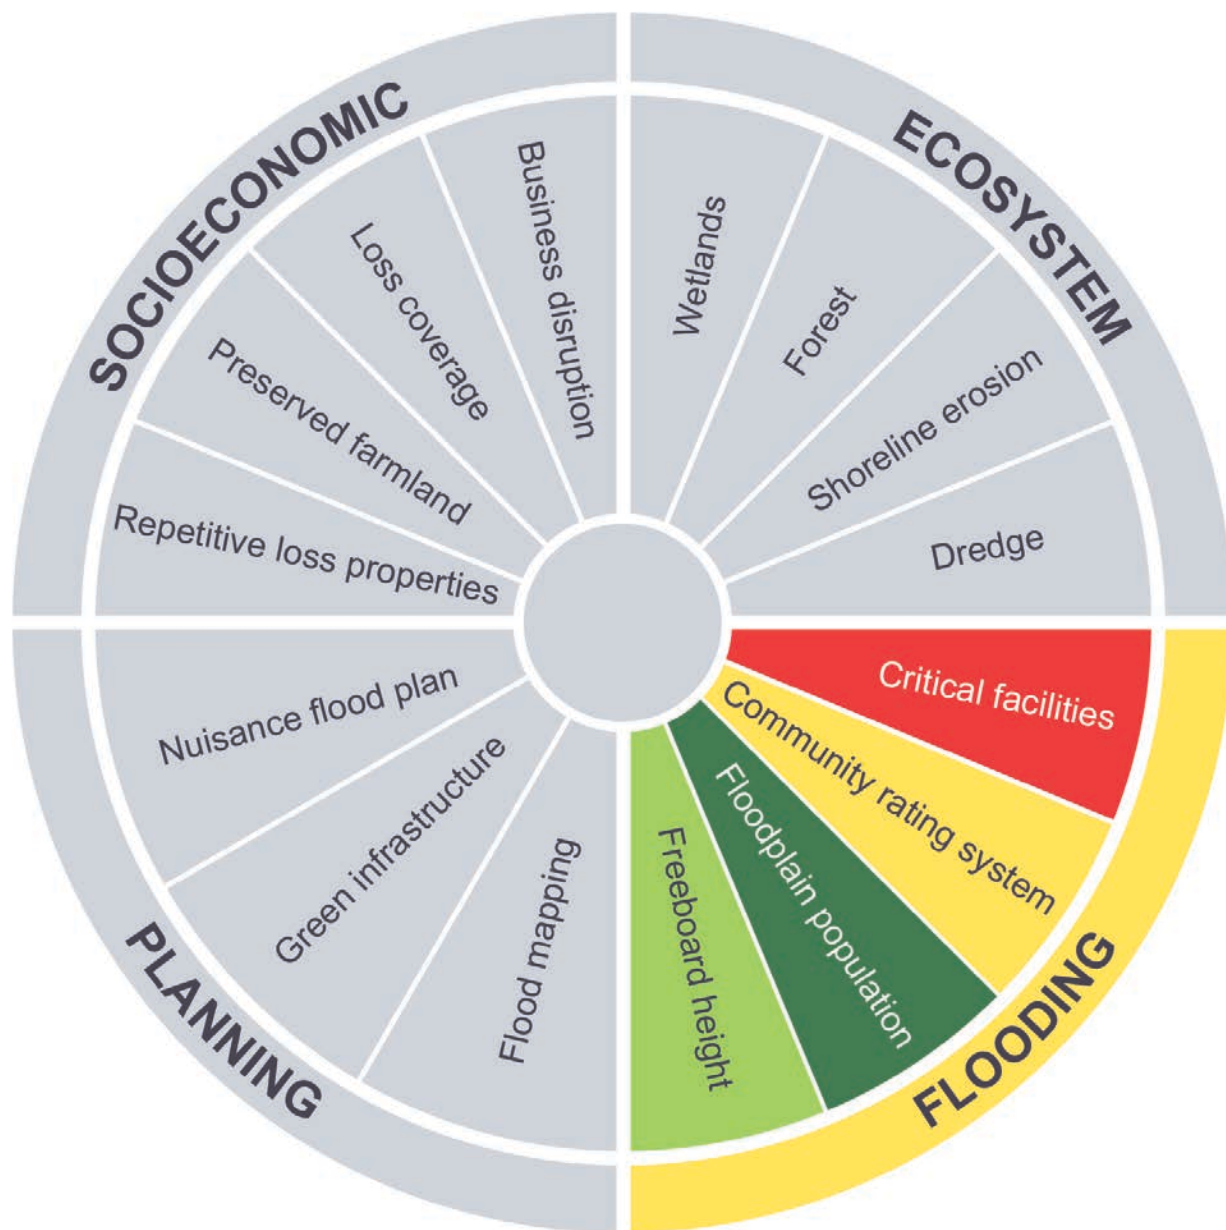 SOCIOECONOMIC
Business disruption
Loss coverage
Preserved farmland
Repetitive loss properties
ECOSYSTEM
Wetlands
Forest
Shoreline erosion
Dredge
FLOODING
Critical facilities
Community rating system
Floodplain population
Freeboard height
PLANNING
Nuisance flood plan
Green infrastructure
Flood mapping